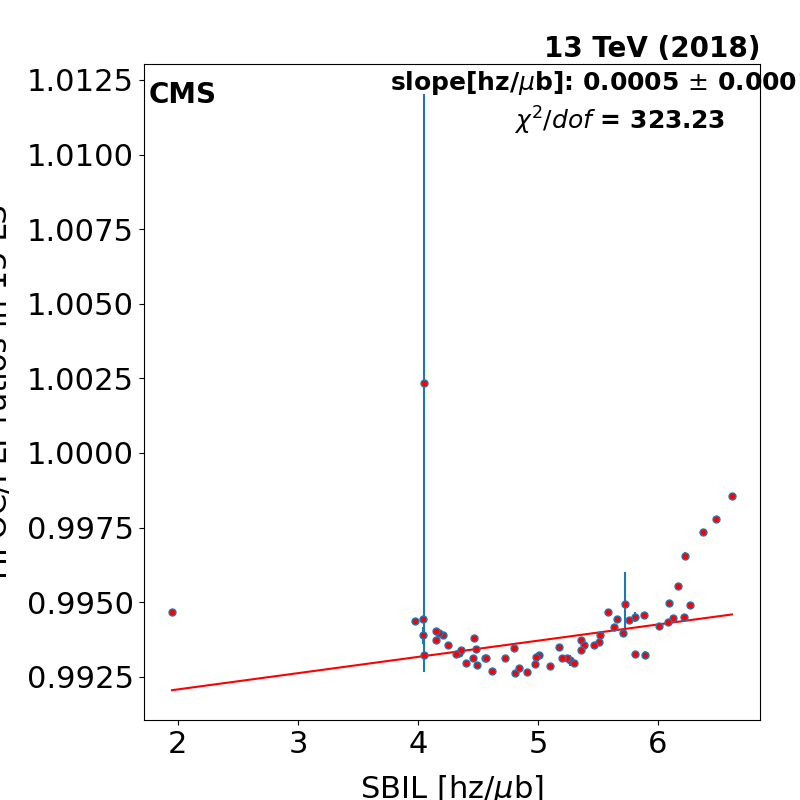 13 TeV (2018)
CMS
slope[hz/μb]: 0.0005 ± 0.000
χ²/dof = 323.23
1.0125
1.0100
1.0075
1.0050
1.0025
1.0000
0.9975
0.9950
0.9925
2 3 4 5 6
SBIL [hz/μb]